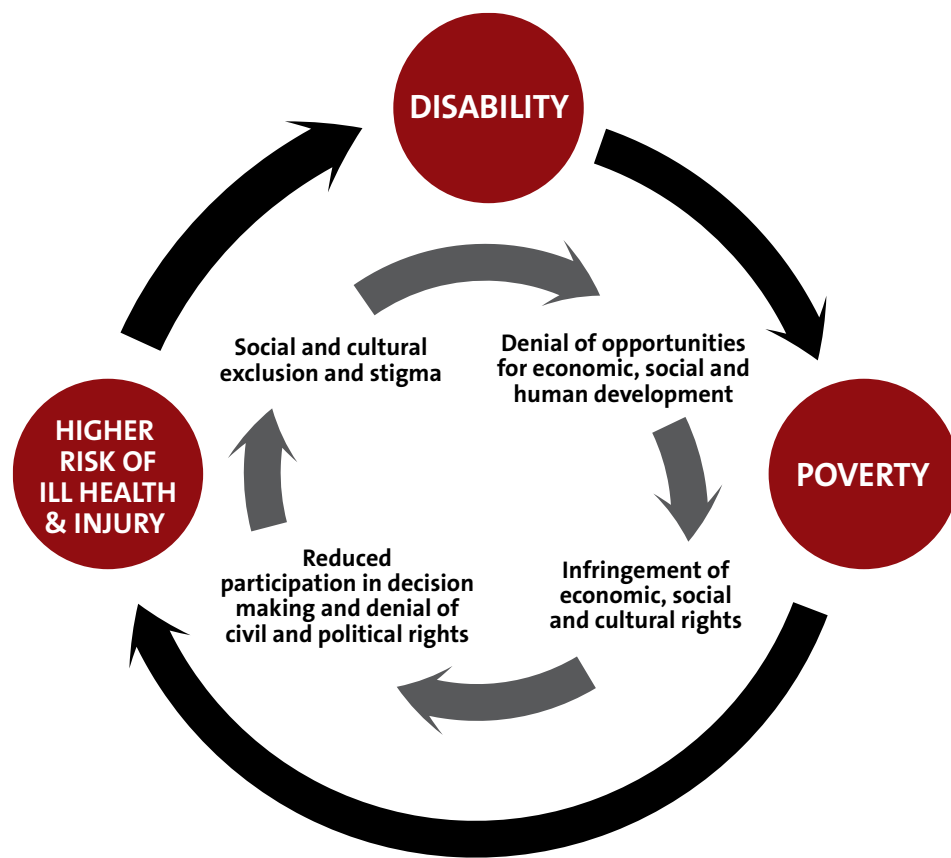 DISABILITY
Social and cultural
exclusion and stigma
Denial of opportunities
for economic, social and
human development
HIGHER
RISK OF
ILL HEALTH
& INJURY
POVERTY
Reduced
participation in decision
making and denial of
civil and political rights
Infringement of
economic, social
and cultural rights